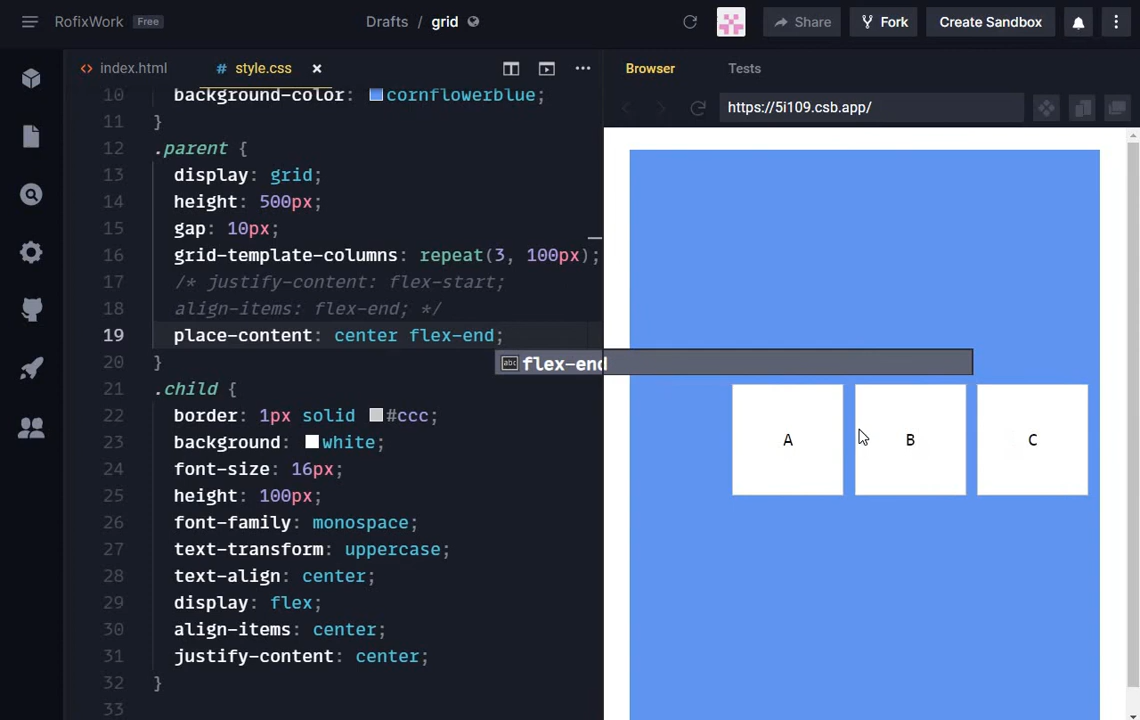 RofixWork Free Drafts / grid Share Fork Create Sandbox
<> index.html # style.css × Browser Tests
https://5i109.csb.app/
10 background-color: cornflowerblue;
11 }
12 .parent {
13 display: grid;
14 height: 500px;
15 gap: 10px;
16 grid-template-columns: repeat(3, 100px);
17 /* justify-content: flex-start;
18 align-items: flex-end; */
19 place-content: center flex-end;
abc flex-end
20 }
21 .child {
22 border: 1px solid #ccc;
23 background: white;
24 font-size: 16px;
25 height: 100px;
26 font-family: monospace;
27 text-transform: uppercase;
28 text-align: center;
29 display: flex;
30 align-items: center;
31 justify-content: center;
32 }
33
A B C